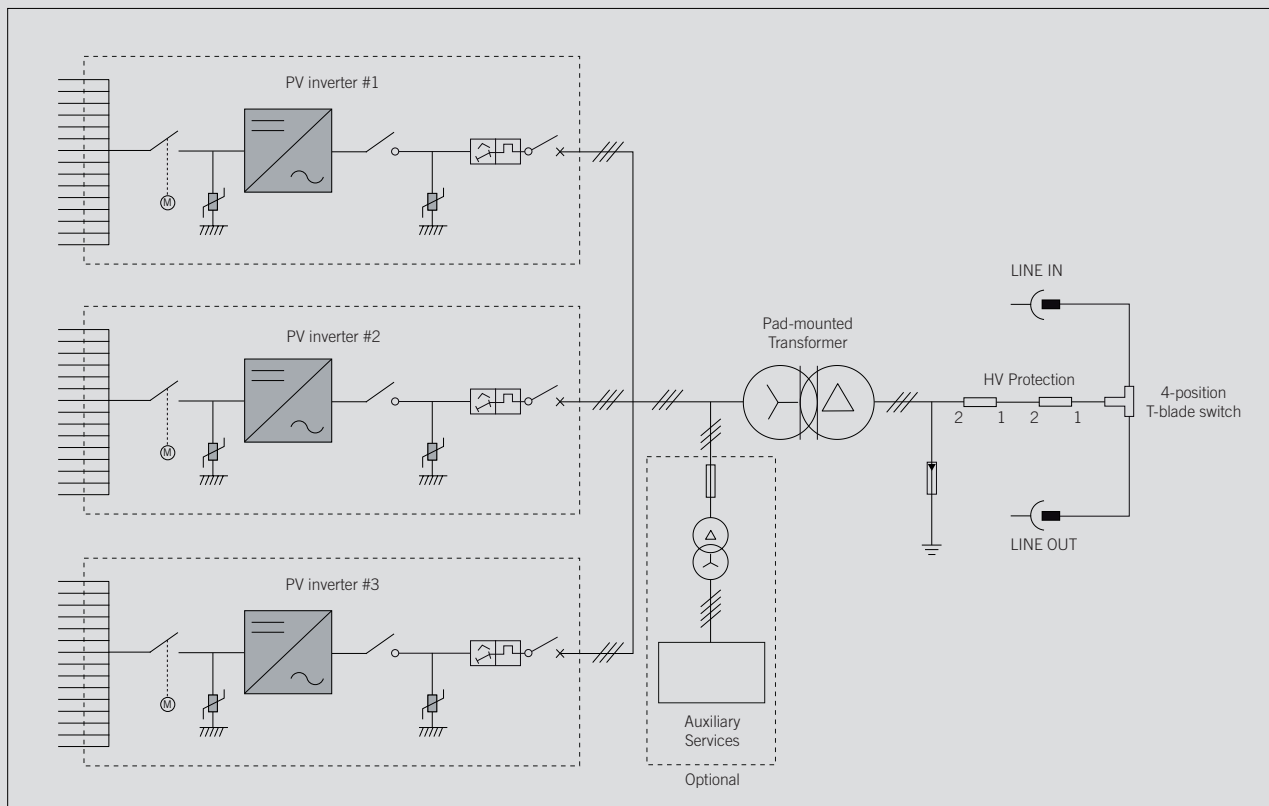 PV inverter #1
M
PV inverter #2
M
PV inverter #3
M
Pad-mounted
Transformer
LINE IN
HV Protection
2 1 2 1
4-position
T-blade switch
LINE OUT
Auxiliary
Services
Optional